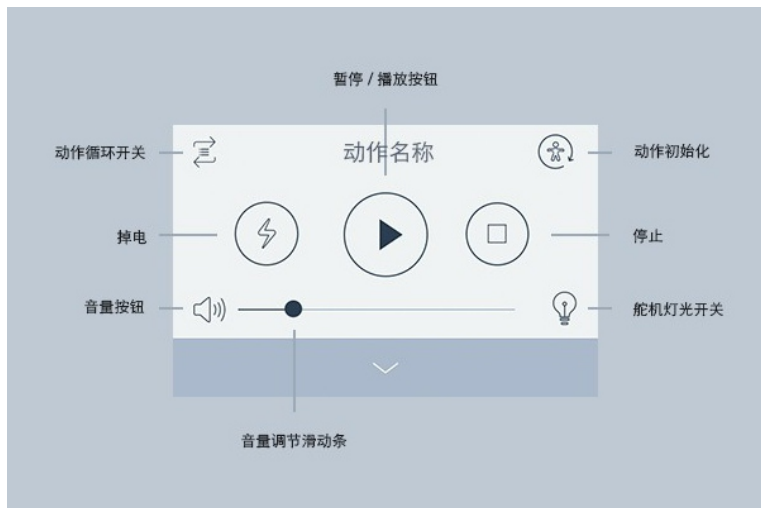 暂停 / 播放按钮
动作循环开关
动作名称
动作初始化
掉电
停止
音量按钮
舵机灯光开关
音量调节滑动条